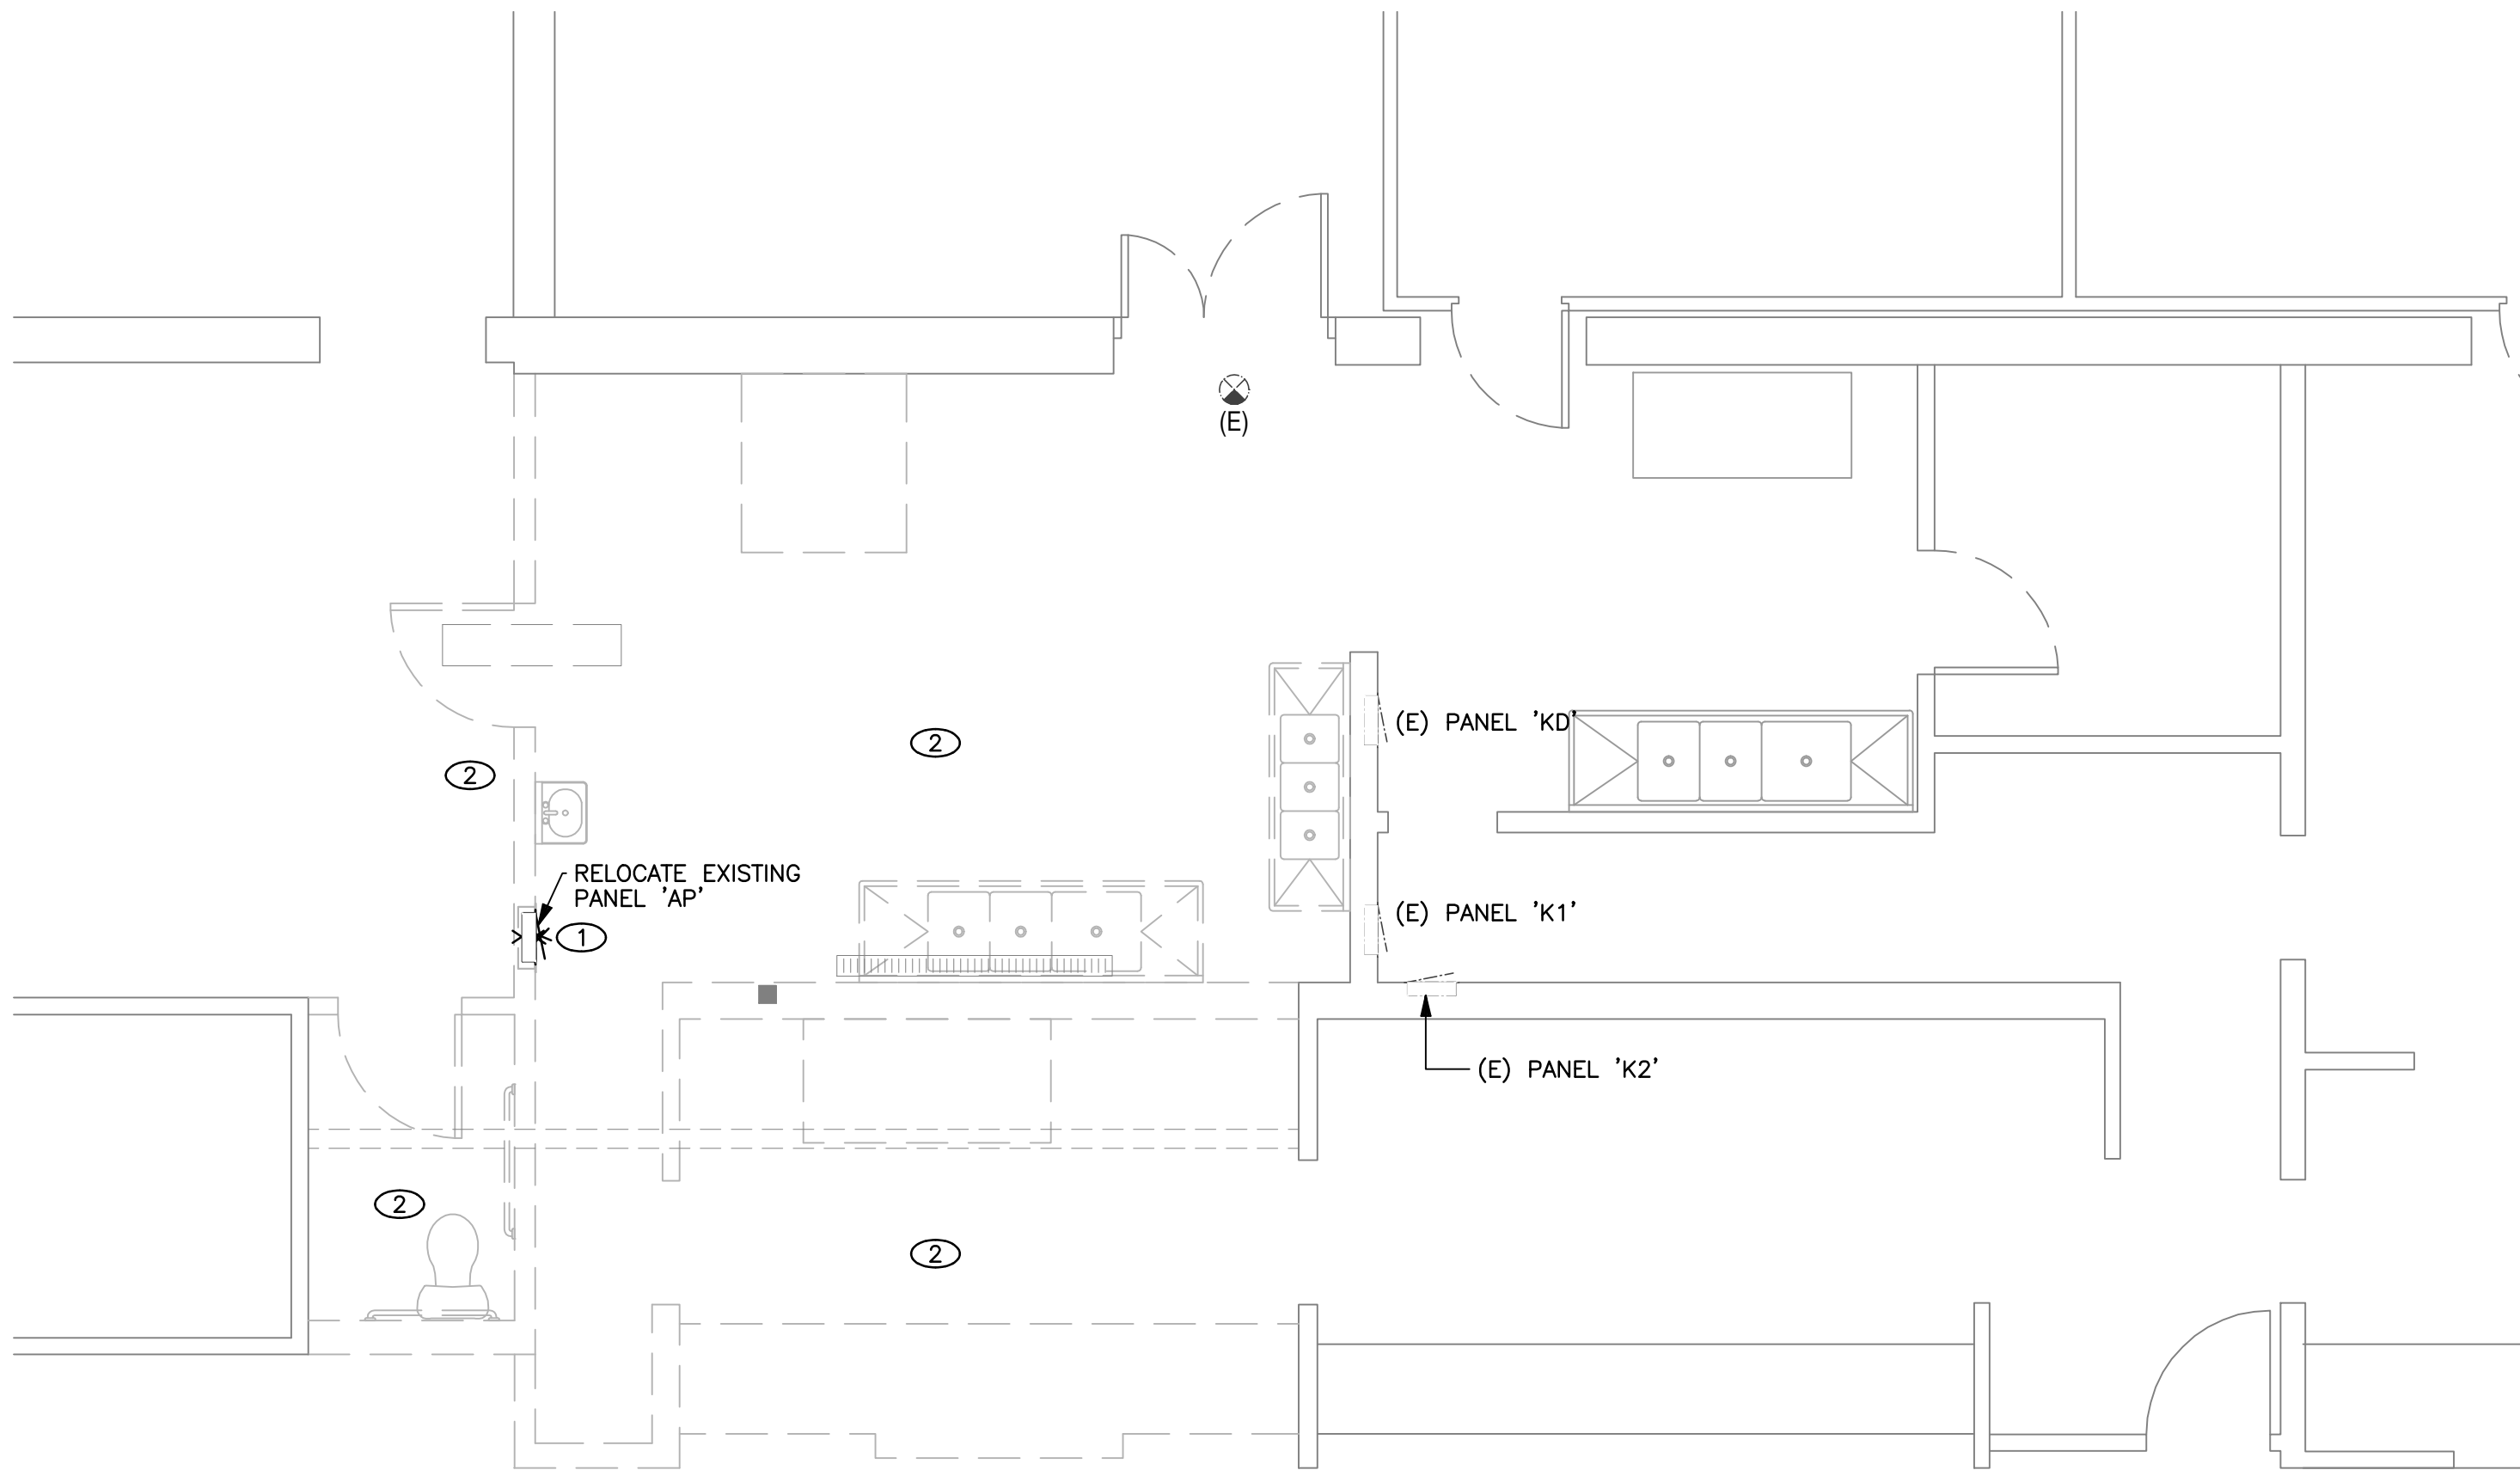 (E)
(E) PANEL 'KD'
2
2
RELOCATE EXISTING
PANEL 'AP'
1
(E) PANEL 'K1'
(E) PANEL 'K2'
2
2